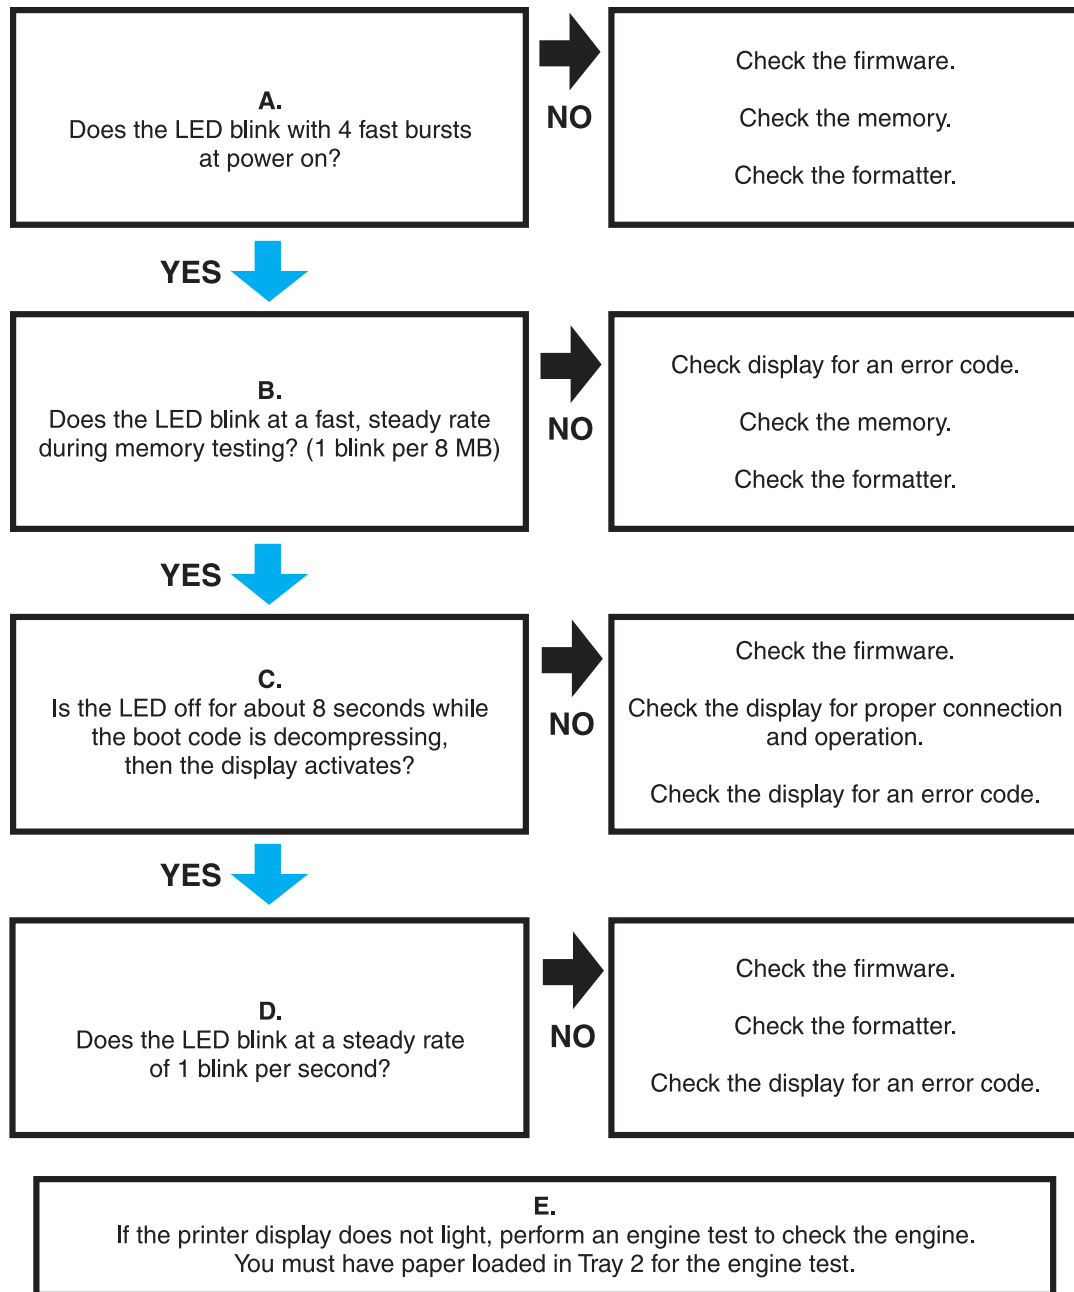 A.
Does the LED blink with 4 fast bursts
at power on?
NO
Check the firmware.
Check the memory.
Check the formatter.
YES
B.
Does the LED blink at a fast, steady rate
during memory testing? (1 blink per 8 MB)
NO
Check display for an error code.
Check the memory.
Check the formatter.
YES
C.
Is the LED off for about 8 seconds while
the boot code is decompressing,
then the display activates?
NO
Check the firmware.
Check the display for proper connection
and operation.
Check the display for an error code.
YES
D.
Does the LED blink at a steady rate
of 1 blink per second?
NO
Check the firmware.
Check the formatter.
Check the display for an error code.
E.
If the printer display does not light, perform an engine test to check the engine.
You must have paper loaded in Tray 2 for the engine test.